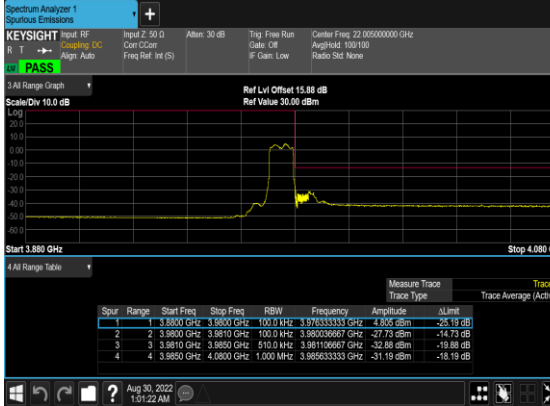 Spectrum Analyzer 1
Spurious Emissions
+
KEYSIGHT Input: RF Input Z: 50 Ω Atten: 30 dB Trig: Free Run Center Freq: 22.005000000 GHz
R T Coupling: DC Corr CCorr Gate: Off Avg|Hold: 100/100
Align: Auto Freq Ref: Int (S) IF Gain: Low Radio Std: None
LXI PASS
3 All Range Graph
Ref Lvl Offset 15.88 dB
Scale/Div 10.0 dB Ref Value 30.00 dBm
Log
20.0
10.0
0.00
-10.0
-20.0
-30.0
-40.0
-50.0
-60.0
Start 3.880 GHz Stop 4.080
4 All Range Table
Measure Trace Trace
Trace Type Trace Average (Acti
Spur Range Start Freq Stop Freq RBW Frequency Amplitude ΔLimit
1 1 3.8800 GHz 3.9800 GHz 100.0 kHz 3.976333333 GHz 4.805 dBm -25.19 dB
2 2 3.9800 GHz 3.9810 GHz 100.0 kHz 3.980036667 GHz -27.73 dBm -14.73 dB
3 3 3.9810 GHz 3.9850 GHz 510.0 kHz 3.981106667 GHz -32.88 dBm -19.88 dB
4 4 3.9850 GHz 4.0800 GHz 1.000 MHz 3.985633333 GHz -31.19 dBm -18.19 dB
? Aug 30, 2022
1:01:22 AM